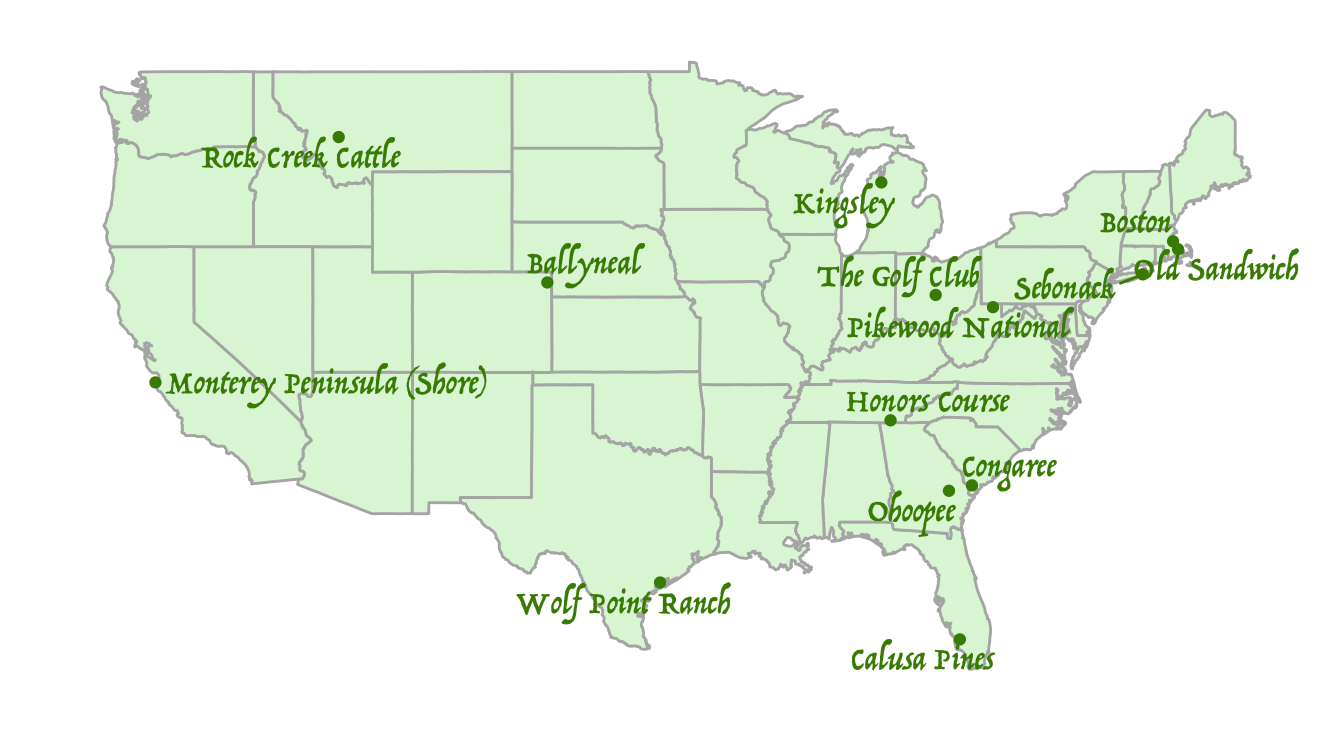 Rock Creek Cattle
Kingsley
Boston
Ballyneal
The Golf Club
Old Sandwich
Sebonack
Pikewood National
Monterey Peninsula (Shore)
Honors Course
Congaree
Ohoopee
Wolf Point Ranch
Calusa Pines